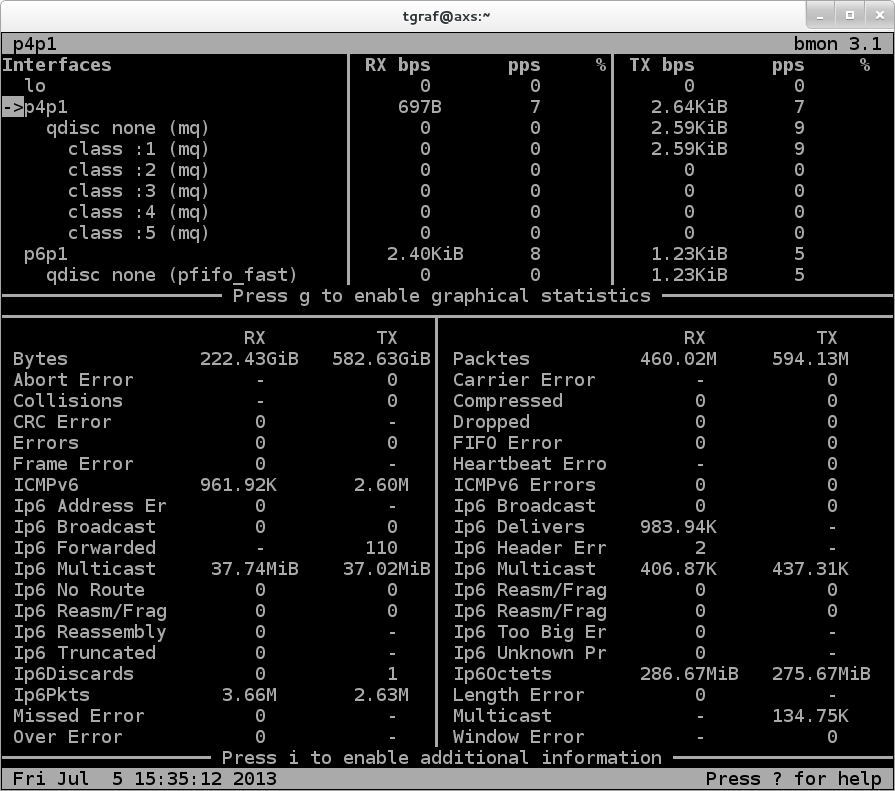 tgraf@axs:~
p4p1 bmon 3.1
Interfaces RX bps pps % TX bps pps %
lo 0 0 0 0
->p4p1 697B 7 2.64KiB 7
qdisc none (mq) 0 0 2.59KiB 9
class :1 (mq) 0 0 2.59KiB 9
class :2 (mq) 0 0 0 0
class :3 (mq) 0 0 0 0
class :4 (mq) 0 0 0 0
class :5 (mq) 0 0 0 0
p6p1 2.40KiB 8 1.23KiB 5
qdisc none (pfifo_fast) 0 0 1.23KiB 5
Press g to enable graphical statistics
RX TX RX TX
Bytes 222.43GiB 582.63GiB Packtes 460.02M 594.13M
Abort Error - 0 Carrier Error - 0
Collisions - 0 Compressed 0 0
CRC Error 0 - Dropped 0 0
Errors 0 0 FIFO Error 0 0
Frame Error 0 - Heartbeat Erro - 0
ICMPv6 961.92K 2.60M ICMPv6 Errors 0 0
Ip6 Address Er 0 - Ip6 Broadcast 0 0
Ip6 Broadcast 0 0 Ip6 Delivers 983.94K -
Ip6 Forwarded - 110 Ip6 Header Err 2 -
Ip6 Multicast 37.74MiB 37.02MiB Ip6 Multicast 406.87K 437.31K
Ip6 No Route 0 0 Ip6 Reasm/Frag 0 0
Ip6 Reasm/Frag 0 0 Ip6 Reasm/Frag 0 0
Ip6 Reassembly 0 - Ip6 Too Big Er 0 -
Ip6 Truncated 0 - Ip6 Unknown Pr 0 -
Ip6Discards 0 1 Ip6Octets 286.67MiB 275.67MiB
Ip6Pkts 3.66M 2.63M Length Error 0 -
Missed Error 0 - Multicast - 134.75K
Over Error 0 - Window Error - 0
Press i to enable additional information
Fri Jul 5 15:35:12 2013 Press ? for help